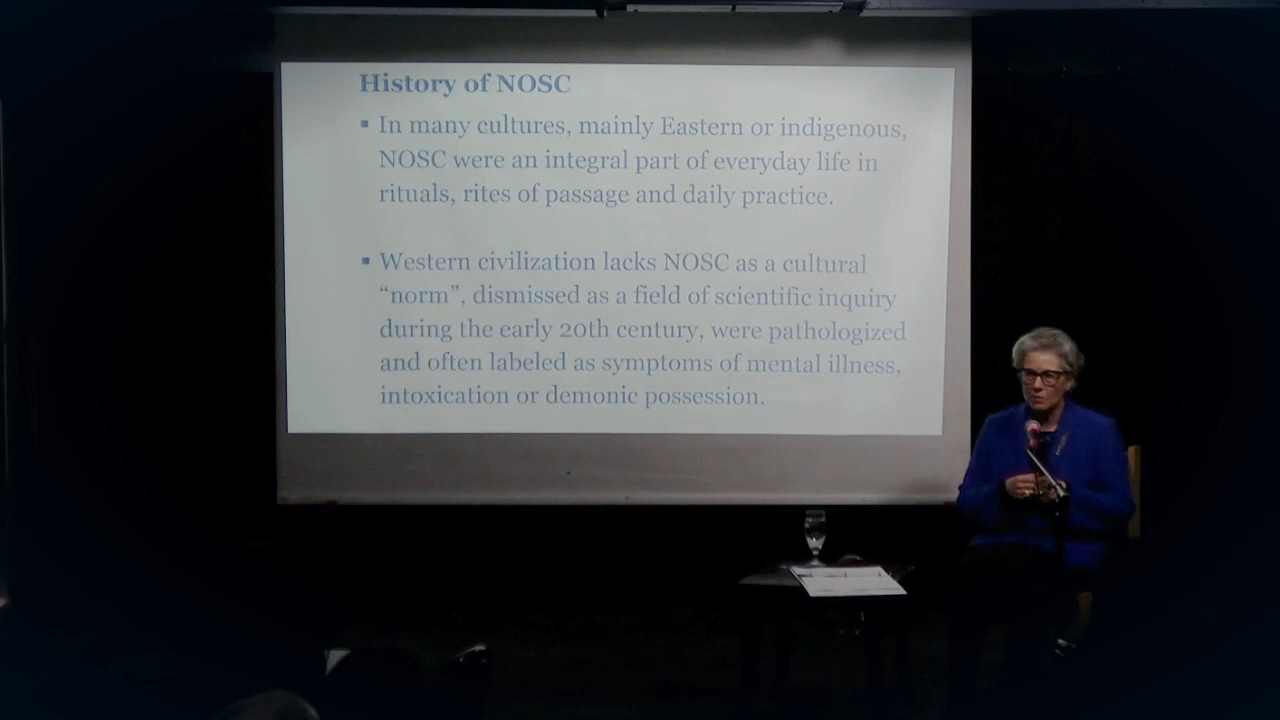 History of NOSC
▪ In many cultures, mainly Eastern or indigenous,
NOSC were an integral part of everyday life in
rituals, rites of passage and daily practice.
▪ Western civilization lacks NOSC as a cultural
“norm”, dismissed as a field of scientific inquiry
during the early 20th century, were pathologized
and often labeled as symptoms of mental illness,
intoxication or demonic possession.